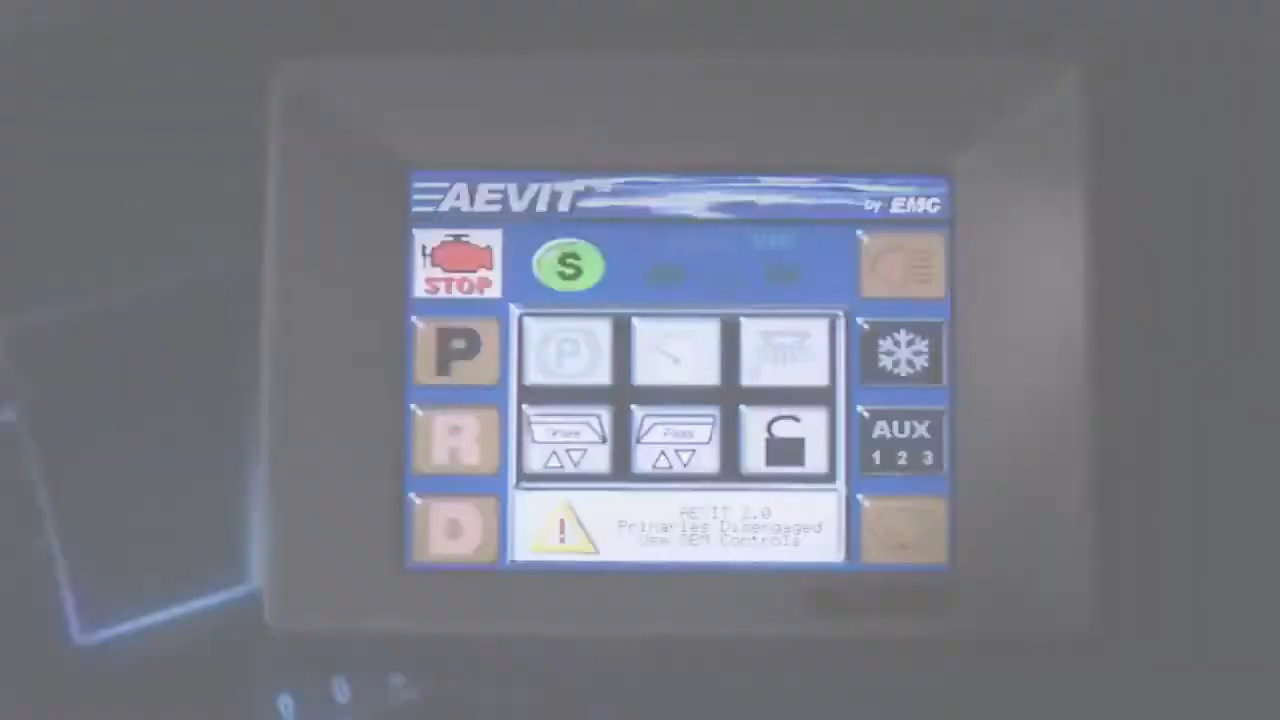 AEVIT
by EMC
STOP
S
P
P
R
AUX
1 2 3
D
AEVIT 2.0
Primaries Disengaged
Use OEM Controls